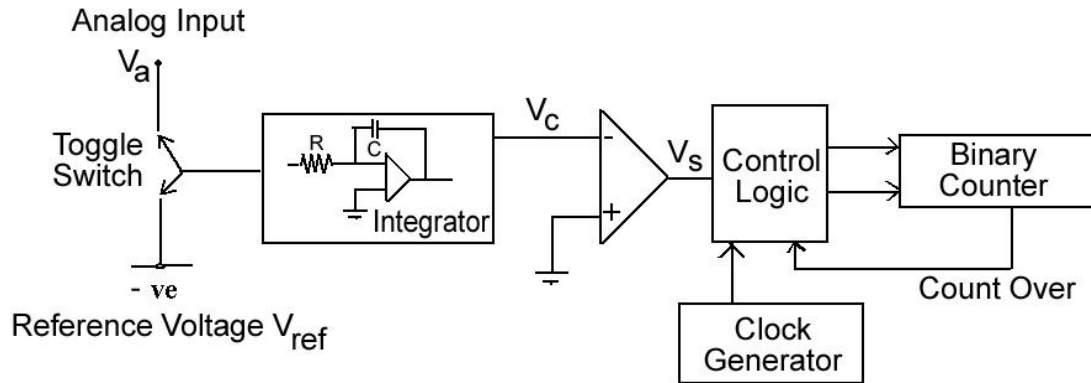 Analog Input
Va
Toggle
Switch
- ve
Reference Voltage Vref
R
C
Integrator
Vc
-
+
Vs
Control
Logic
Binary
Counter
Count Over
Clock
Generator